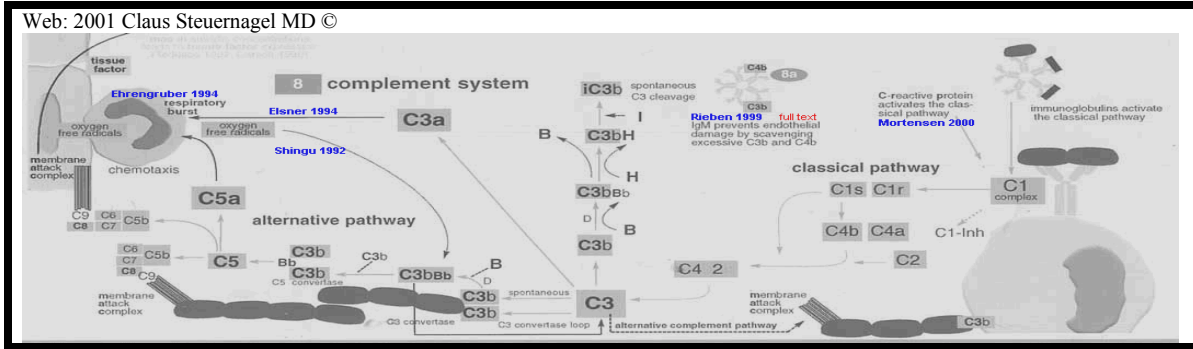 Web: 2001 Claus Steuernagel MD ©
tissue
factor
Ehrengruber 1994
respiratory
burst
oxygen
free radicals
membrane
attack
complex
chemotaxis
8 complement system
Elsner 1994
oxygen
free radicals
Shingu 1992
C3a
iC3b
spontaneous
C3 cleavage
I
C3bH
B
H
C3bBb
D
B
C3b
C4b
8a
C3b
Rieben 1999 full text
IgM prevents endothelial
damage by scavenging
excessive C3b and C4b
C-reactive protein
activates the clas-
sical pathway
Mortensen 2000
immunoglobulins activate
the classical pathway
classical pathway
C1s C1r
C1
complex
C1-Inh
C4b C4a
C2
C4 2
C5a
alternative pathway
C9
C8
C6
C7
C5b
C6
C7
C8
C5b
C9
C5
Bb
C3b
C3b
C5 convertase
C3b
C3bBb
B
D
C3b
C3b
spontaneous
C3
C3 convertase
C3 convertase loop
alternative complement pathway
membrane
attack
complex
membrane
attack
complex
C3b